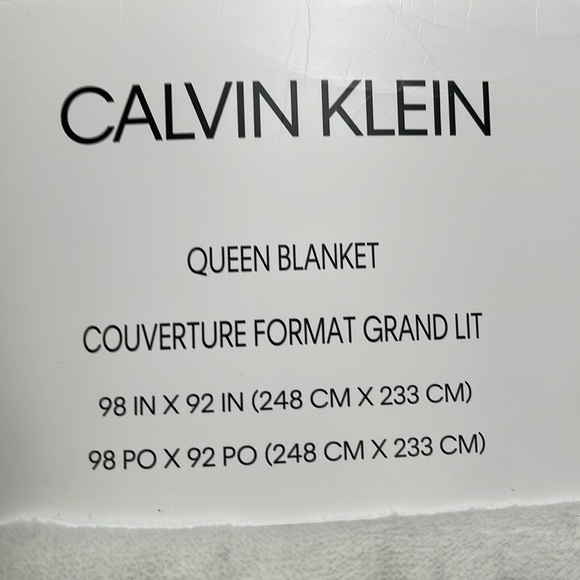 CALVIN KLEIN
QUEEN BLANKET
COUVERTURE FORMAT GRAND LIT
98 IN X 92 IN (248 CM X 233 CM)
98 PO X 92 PO (248 CM X 233 CM)